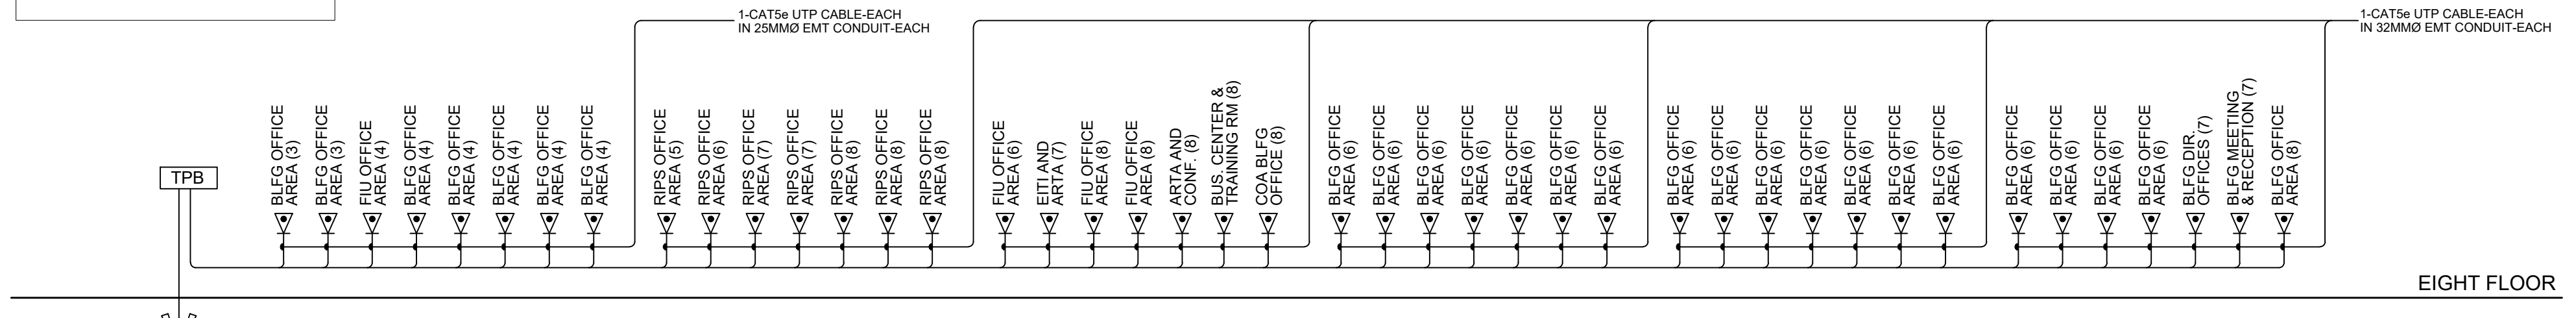 1-CAT5e UTP CABLE-EACH
IN 25MMØ EMT CONDUIT-EACH
1-CAT5e UTP CABLE-EACH
IN 32MMØ EMT CONDUIT-EACH
TPB
BLFG OFFICE
AREA (3)
BLFG OFFICE
AREA (3)
FIU OFFICE
AREA (4)
BLFG OFFICE
AREA (4)
BLFG OFFICE
AREA (4)
BLFG OFFICE
AREA (4)
BLFG OFFICE
AREA (4)
BLFG OFFICE
AREA (4)
RIPS OFFICE
AREA (5)
RIPS OFFICE
AREA (6)
RIPS OFFICE
AREA (7)
RIPS OFFICE
AREA (7)
RIPS OFFICE
AREA (8)
RIPS OFFICE
AREA (8)
RIPS OFFICE
AREA (8)
FIU OFFICE
AREA (6)
EITI AND
ARTA (7)
FIU OFFICE
AREA (8)
FIU OFFICE
AREA (8)
ARTA AND
CONF. (8)
BUS. CENTER &
TRAINING RM (8)
COA BLFG
OFFICE (8)
BLFG OFFICE
AREA (6)
BLFG OFFICE
AREA (6)
BLFG OFFICE
AREA (6)
BLFG OFFICE
AREA (6)
BLFG OFFICE
AREA (6)
BLFG OFFICE
AREA (6)
BLFG OFFICE
AREA (6)
BLFG OFFICE
AREA (6)
BLFG OFFICE
AREA (6)
BLFG OFFICE
AREA (6)
BLFG OFFICE
AREA (6)
BLFG OFFICE
AREA (6)
BLFG OFFICE
AREA (6)
BLFG OFFICE
AREA (6)
BLFG OFFICE
AREA (6)
BLFG OFFICE
AREA (6)
BLFG OFFICE
AREA (6)
BLFG OFFICE
AREA (6)
BLFG DIR.
OFFICES (7)
BLFG MEETING
& RECEPTION (7)
BLFG OFFICE
AREA (8)
EIGHT FLOOR